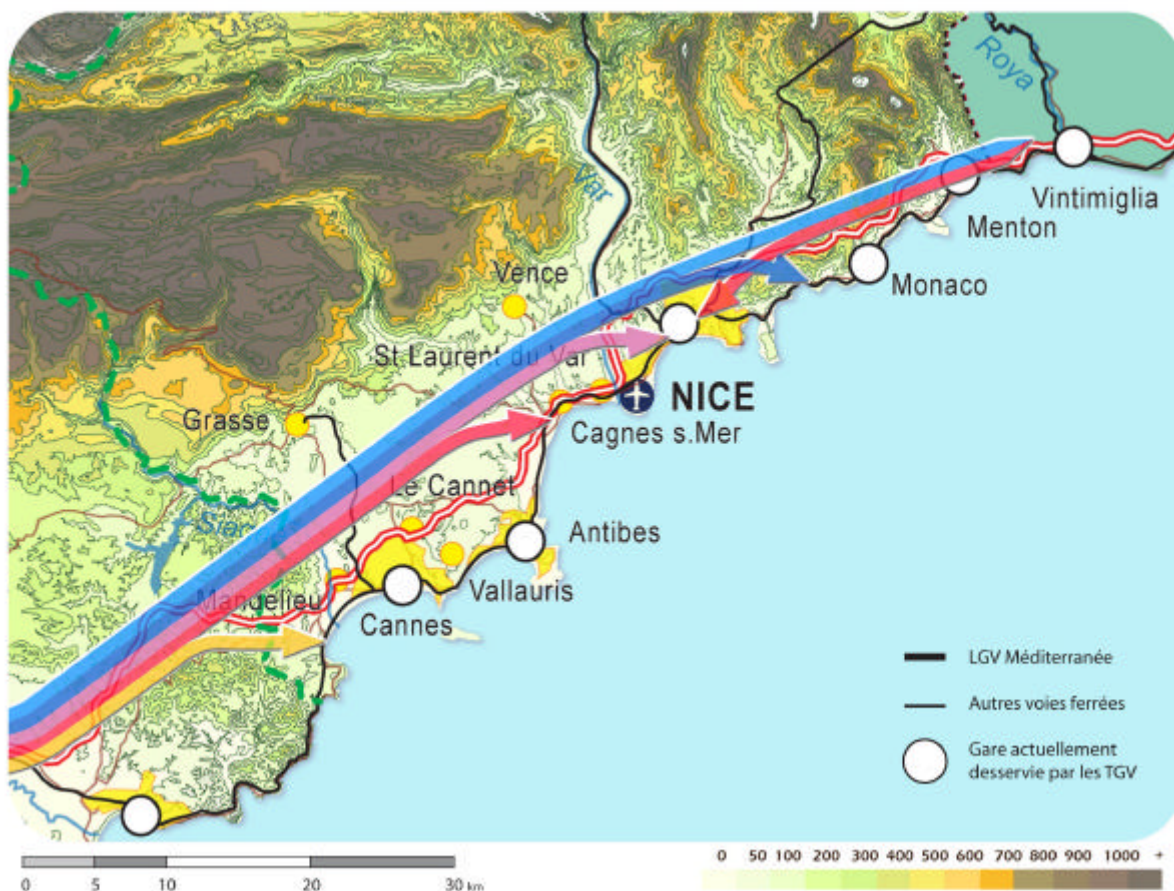 Roya
Var
Vintimiglia
Menton
Monaco
Vence
St Laurent du Var
NICE
Grasse
Cagnes s.Mer
Le Cannet
Antibes
Vallauris
Mandelieu
Cannes
LGV Méditerranée
Autres voies ferrées
Gare actuellement
desservie par les TGV
0 5 10 20 30 km
0 50 100 200 300 400 500 600 700 800 900 1000 +